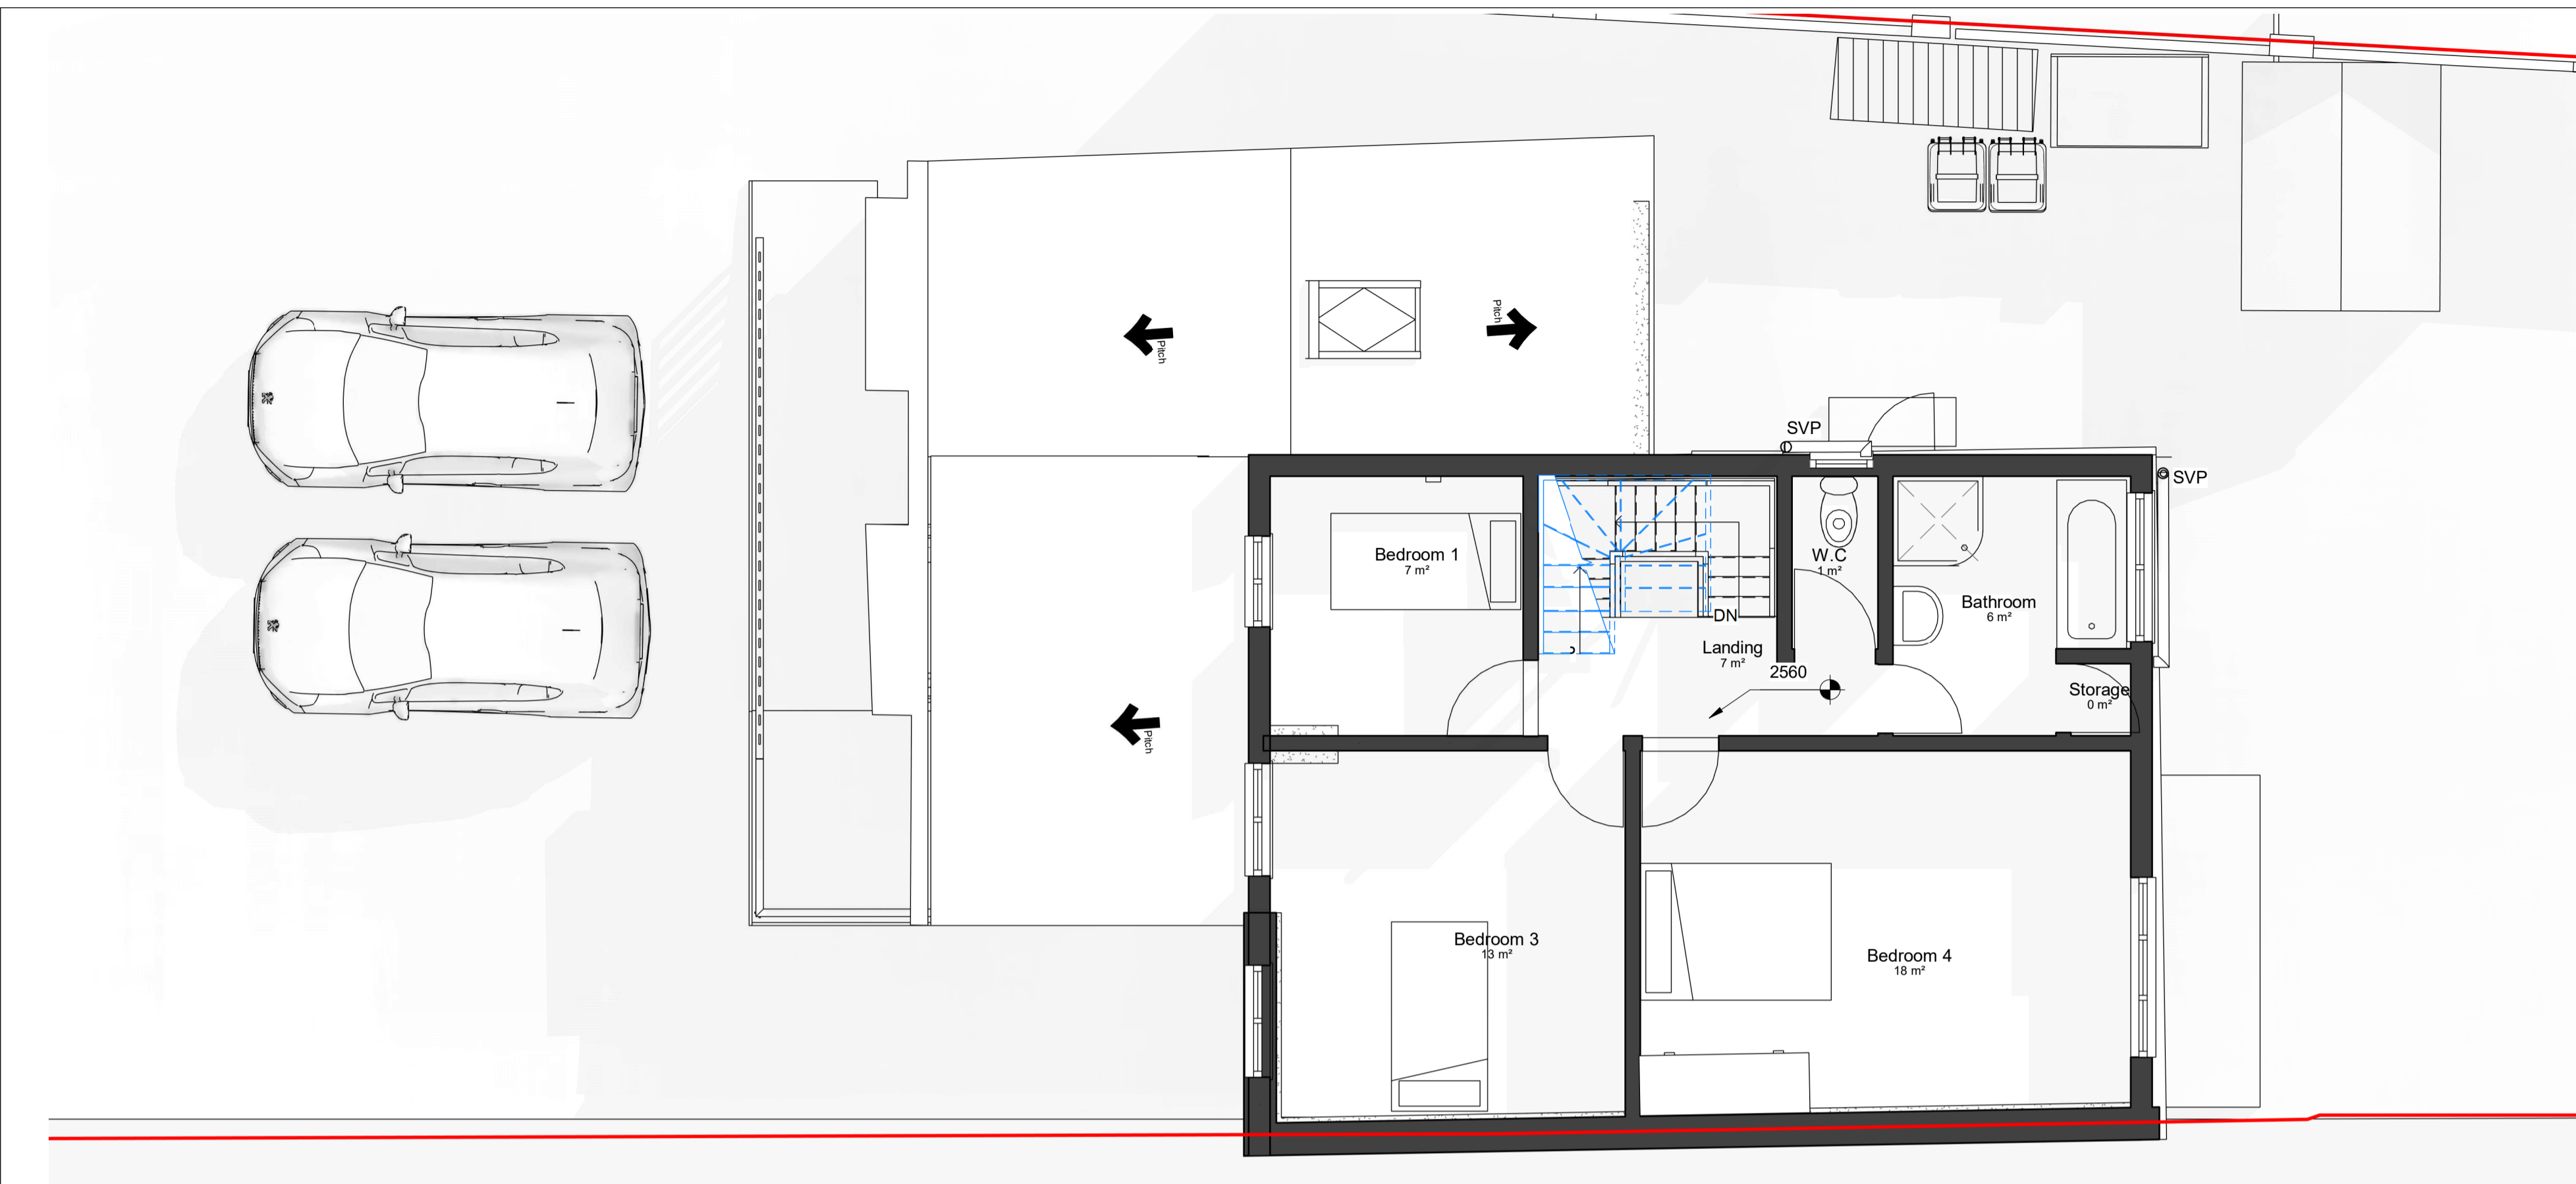 SVP
SVP
Pitch
Pitch
Bedroom 1
7 m²
W.C
1 m²
Bathroom
6 m²
DN
Landing
7 m²
2560
Storage
0 m²
Pitch
Bedroom 3
13 m²
Bedroom 4
18 m²